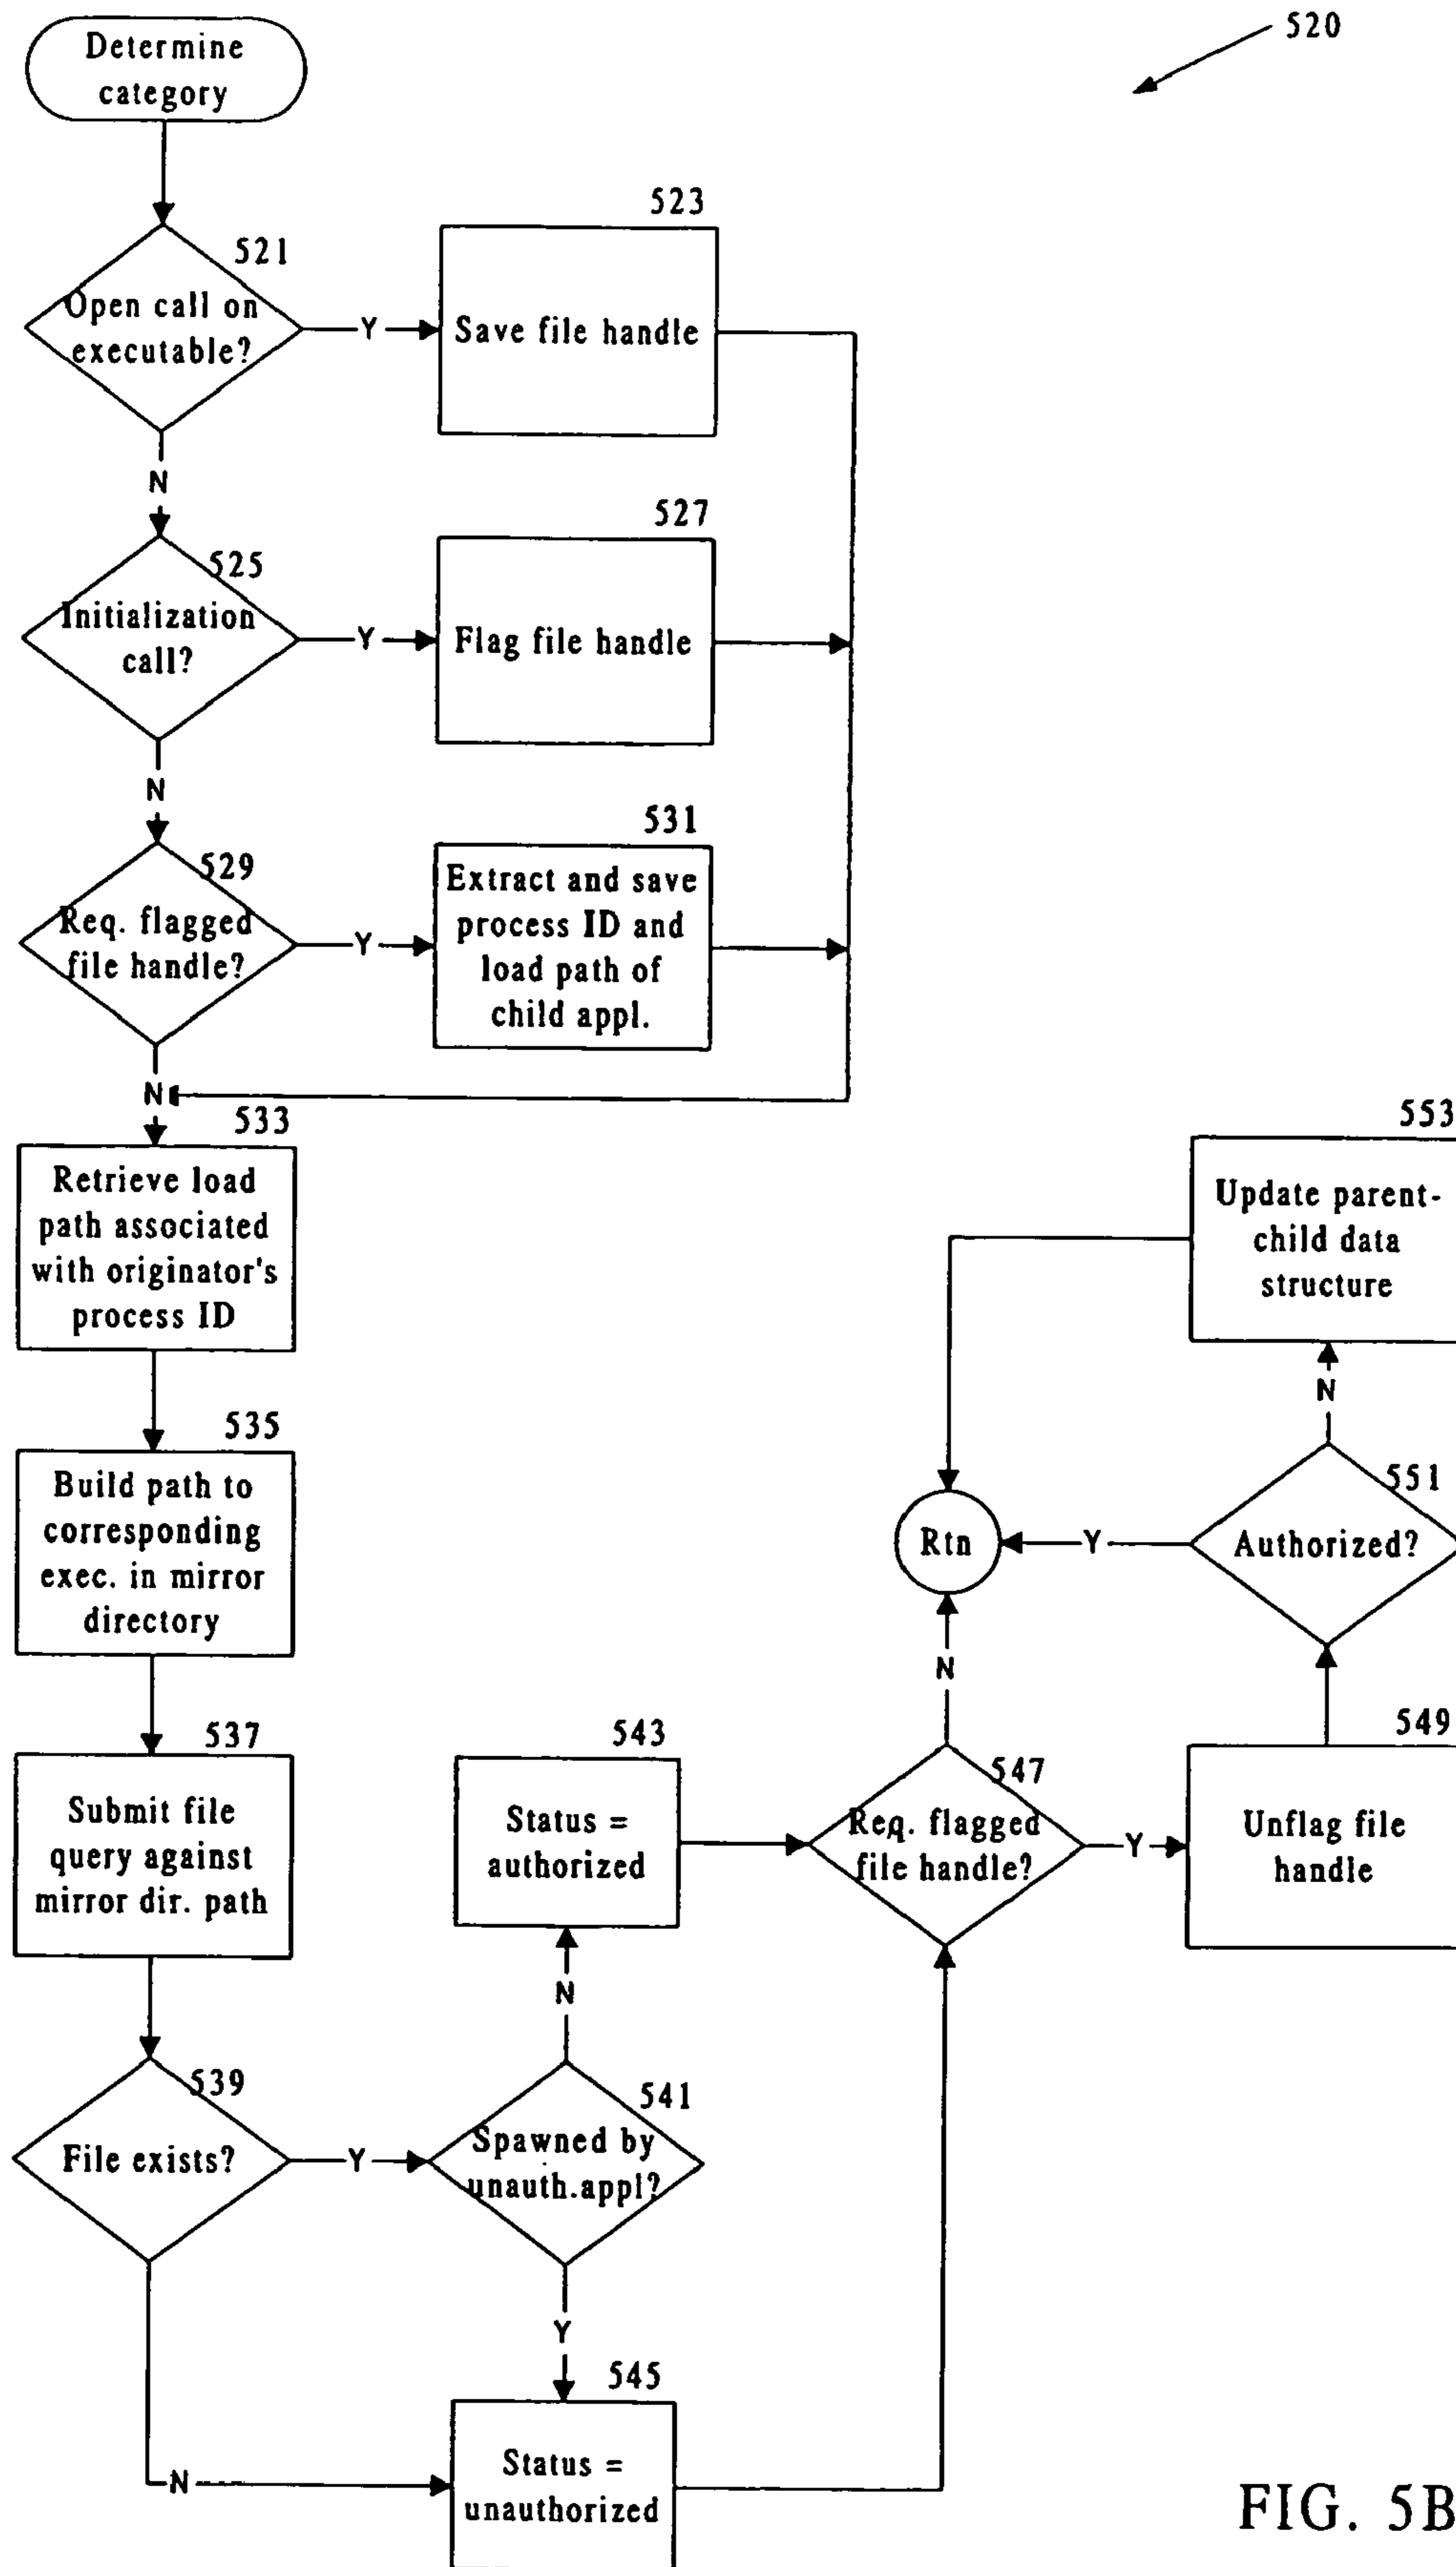 520
Determine
category
521
Open call on
executable?
Y
523
Save file handle
N
525
Initialization
call?
Y
527
Flag file handle
N
529
Req. flagged
file handle?
Y
531
Extract and save
process ID and
load path of
child appl.
N
533
Retrieve load
path associated
with originator's
process ID
535
Build path to
corresponding
exec. in mirror
directory
537
Submit file
query against
mirror dir. path
539
File exists?
Y
N
541
Spawned by
unauth.appl?
N
Y
543
Status =
authorized
545
Status =
unauthorized
547
Req. flagged
file handle?
N
Y
549
Unflag file
handle
551
Authorized?
Y
N
553
Update parent-
child data
structure
Rtn
FIG. 5B